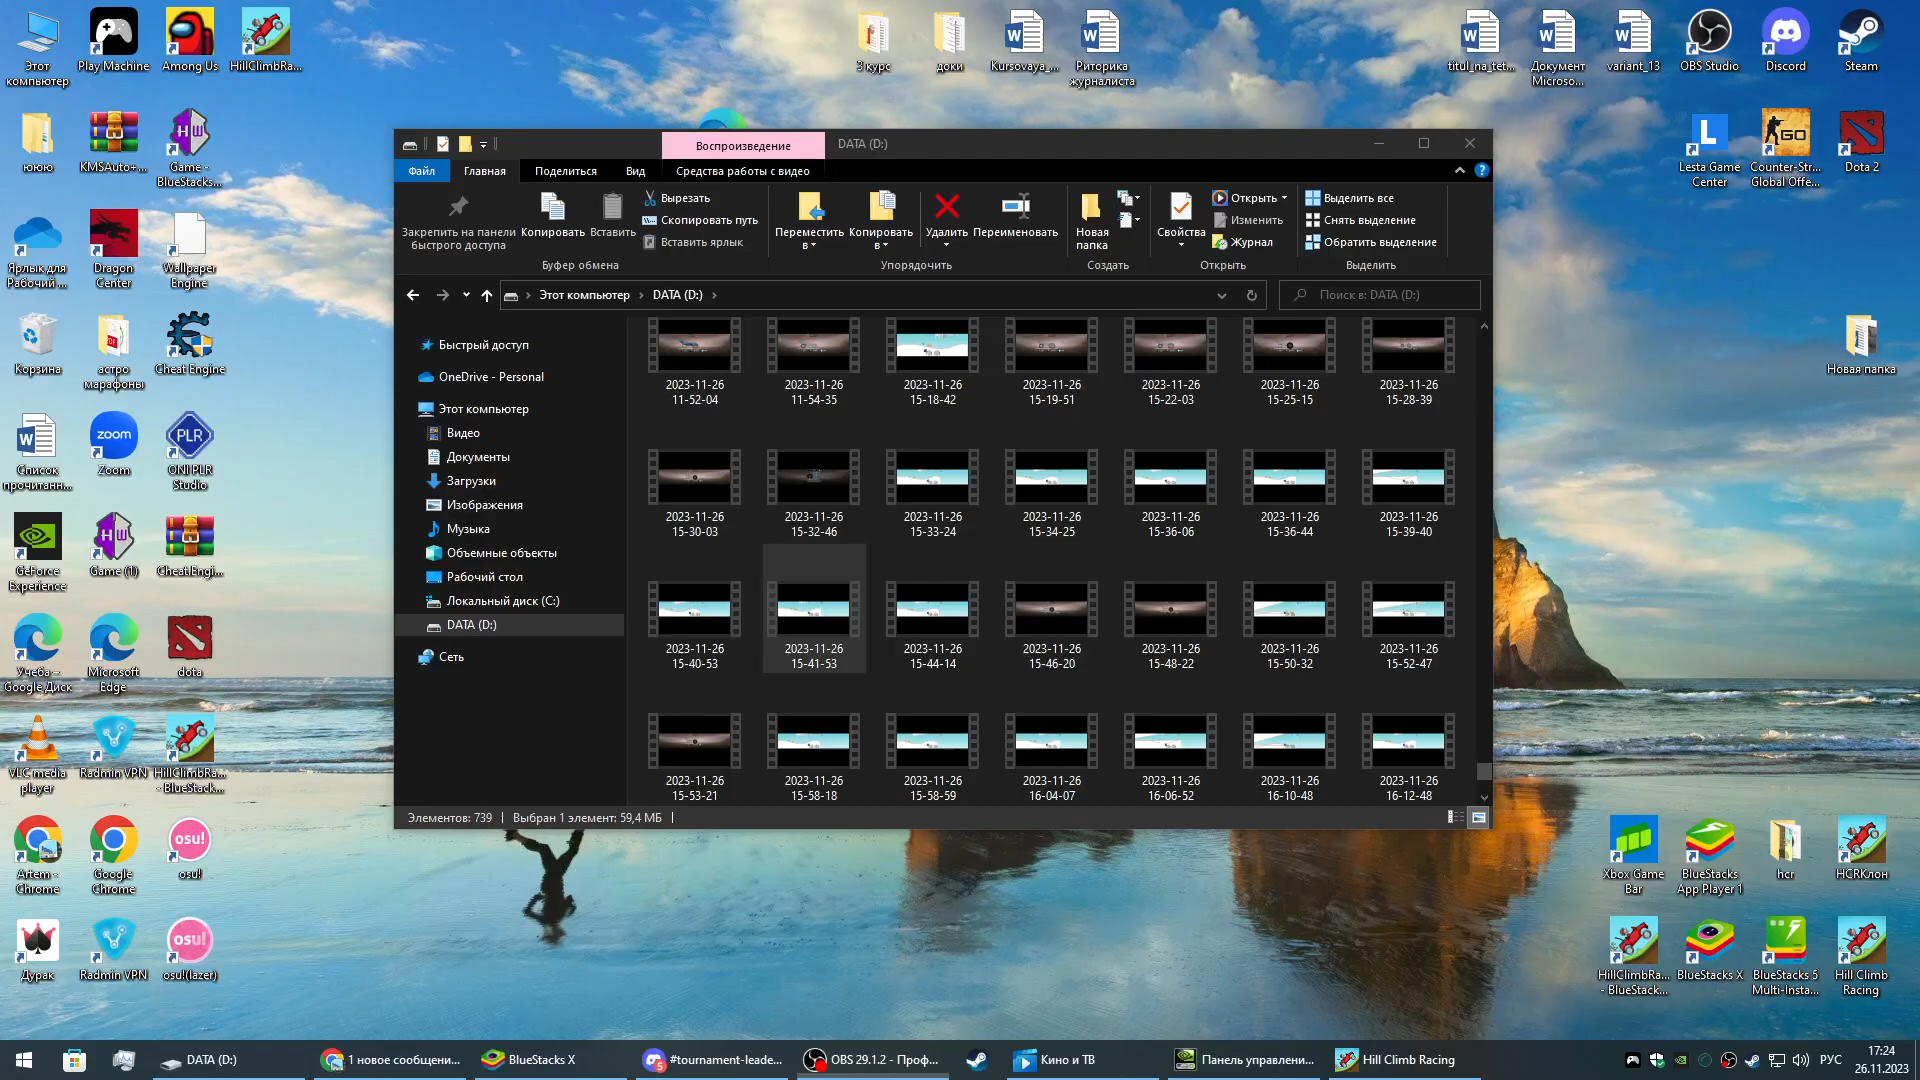 Этот
компьютер
Play Machine
Among Us
HillClimbRa...
3 курс
доки
Kursovaya_...
Риторика
журналиста
titul_na_tet...
Документ
Microso...
variant_13
OBS Studio
Discord
Steam
юююю
KMSAuto+...
Game -
BlueStacks...
Lesta Game
Center
Counter-Str...
Global Offe...
Dota 2
Ярлык для
Рабочий ...
Dragon
Center
Wallpaper
Engine
Корзина
астро
марафоны
Cheat Engine
Новая папка
Список
прочитанн...
Zoom
ONI PLR
Studio
GeForce
Experience
Game (1)
Cheat Engi...
Учеба –
Google Диск
Microsoft
Edge
dota
VLC media
player
Radmin VPN
HillClimbRa...
- BlueStack...
Artem -
Chrome
Google
Chrome
osu!
Дурак
Radmin VPN
osu!(lazer)
Xbox Game
Bar
BlueStacks
App Player 1
hcr
HCRКлон
HillClimbRa...
- BlueStack...
BlueStacks X
BlueStacks 5
Multi-Insta...
Hill Climb
Racing
Воспроизведение
DATA (D:)
Файл
Главная
Поделиться
Вид
Средства работы с видео
Закрепить на панели
быстрого доступа
Копировать
Вставить
Вырезать
Скопировать путь
Вставить ярлык
Переместить
в
Копировать
в
Удалить
Переименовать
Новая
папка
Свойства
Открыть
Изменить
Журнал
Выделить все
Снять выделение
Обратить выделение
Буфер обмена
Упорядочить
Создать
Открыть
Выделить
Этот компьютер
DATA (D:)
Поиск в: DATA (D:)
Быстрый доступ
OneDrive - Personal
Этот компьютер
Видео
Документы
Загрузки
Изображения
Музыка
Объемные объекты
Рабочий стол
Локальный диск (C:)
DATA (D:)
Сеть
2023-11-26
11-52-04
2023-11-26
11-54-35
2023-11-26
15-18-42
2023-11-26
15-19-51
2023-11-26
15-22-03
2023-11-26
15-25-15
2023-11-26
15-28-39
2023-11-26
15-30-03
2023-11-26
15-32-46
2023-11-26
15-33-24
2023-11-26
15-34-25
2023-11-26
15-36-06
2023-11-26
15-36-44
2023-11-26
15-39-40
2023-11-26
15-40-53
2023-11-26
15-41-53
2023-11-26
15-44-14
2023-11-26
15-46-20
2023-11-26
15-48-22
2023-11-26
15-50-32
2023-11-26
15-52-47
2023-11-26
15-53-21
2023-11-26
15-58-18
2023-11-26
15-58-59
2023-11-26
16-04-07
2023-11-26
16-06-52
2023-11-26
16-10-48
2023-11-26
16-12-48
Элементов: 739
Выбран 1 элемент: 59,4 МБ
DATA (D:)
1 новое сообщени...
BlueStacks X
#tournament-leade...
OBS 29.1.2 - Проф...
Кино и ТВ
Панель управлени...
Hill Climb Racing
РУС
17:24
26.11.2023